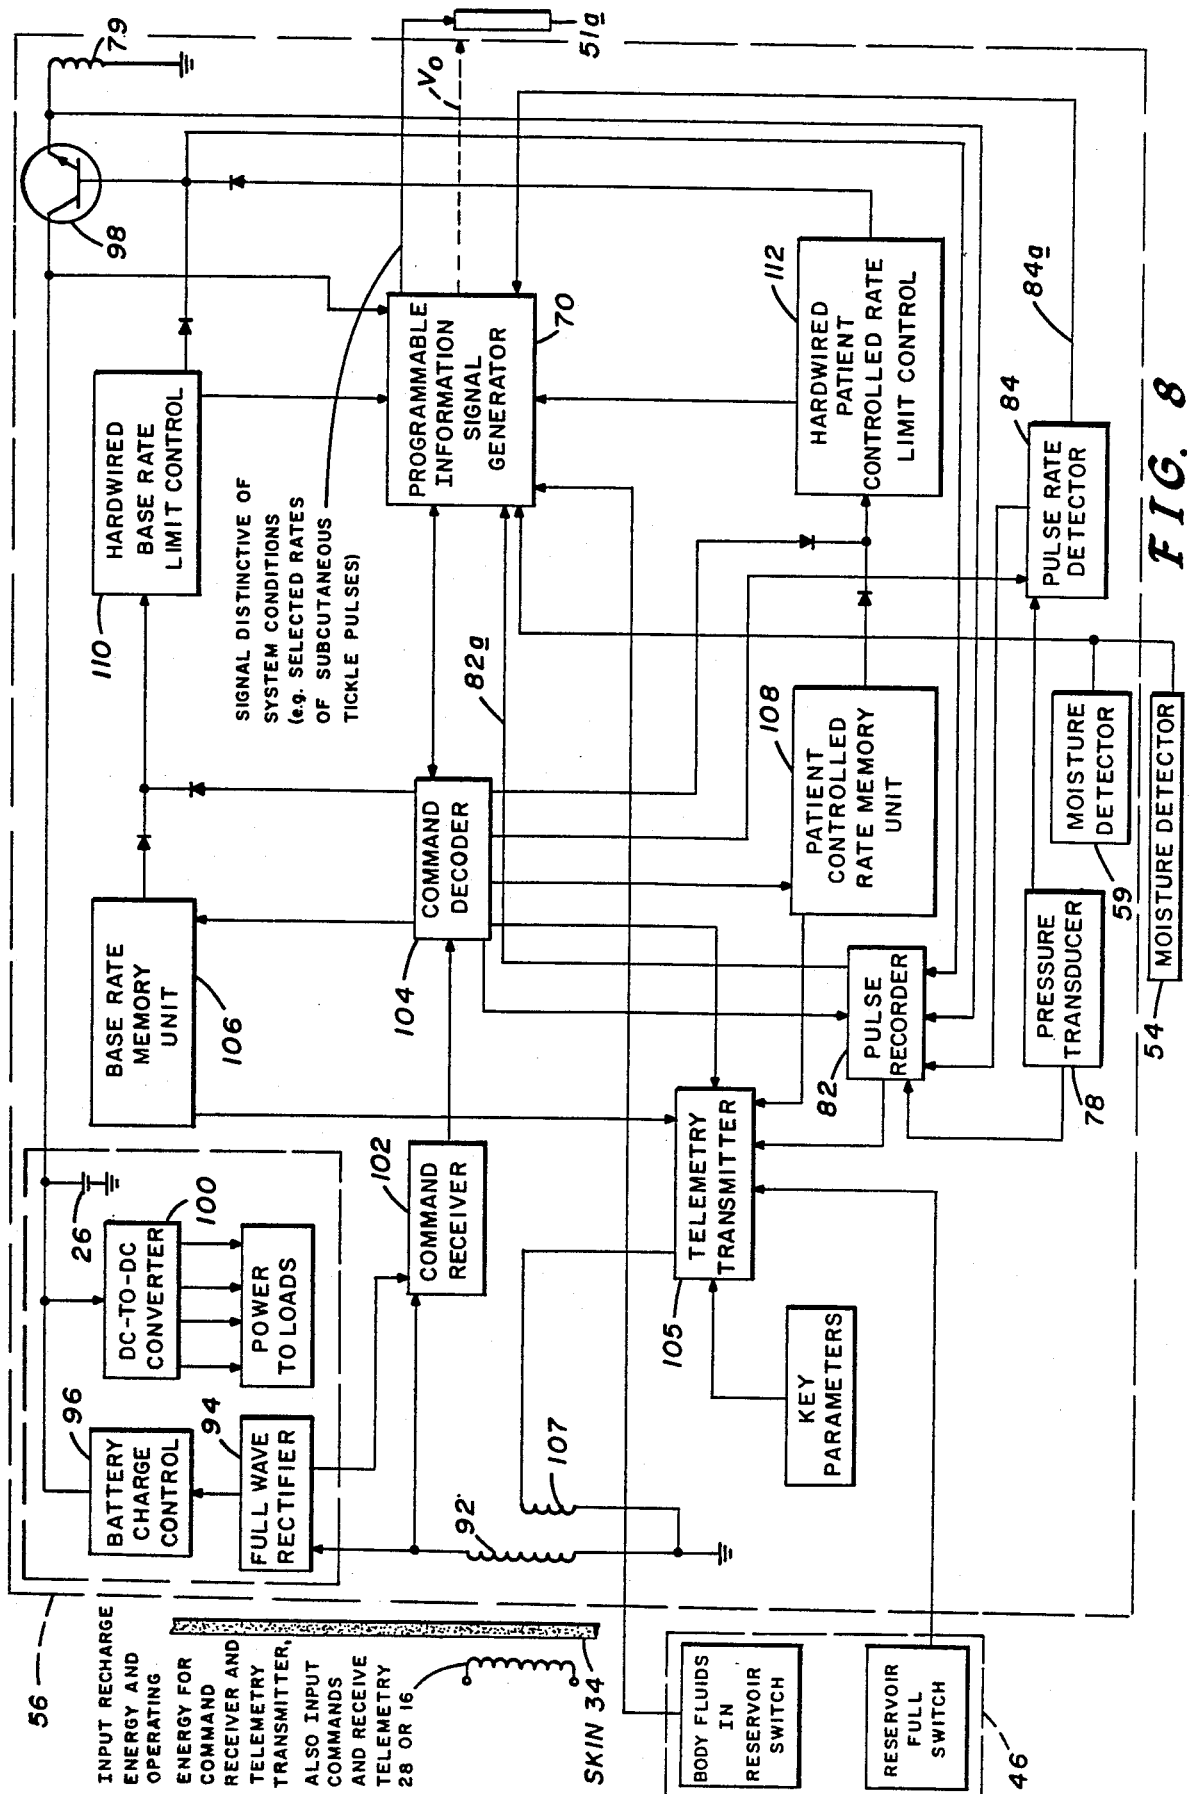 56
INPUT RECHARGE
ENERGY AND
OPERATING
ENERGY FOR
COMMAND
RECEIVER AND
TELEMETRY
TRANSMITTER,
ALSO INPUT
COMMANDS
AND RECEIVE
TELEMETRY
28 OR 16
SKIN 34
BODY FLUIDS
IN
RESERVOIR
SWITCH
RESERVOIR
FULL
SWITCH
46
BATTERY
CHARGE
CONTROL
96
FULL WAVE
RECTIFIER
94
DC-TO-DC
CONVERTER
100
POWER
TO LOADS
26
92
107
COMMAND
RECEIVER
102
KEY
PARAMETERS
TELEMETRY
TRANSMITTER
105
BASE RATE
MEMORY
UNIT
106
COMMAND
DECODER
104
PULSE
RECORDER
82
PRESSURE
TRANSDUCER
78
PATIENT
CONTROLLED
RATE MEMORY
UNIT
108
MOISTURE
DETECTOR
59
MOISTURE DETECTOR
54
82a
HARDWIRED
BASE RATE
LIMIT CONTROL
110
SIGNAL DISTINCTIVE OF
SYSTEM CONDITIONS
(e.g. SELECTED RATES
OF SUBCUTANEOUS
TICKLE PULSES)
PROGRAMMABLE
INFORMATION
SIGNAL
GENERATOR
70
HARDWIRED
PATIENT
CONTROLLED RATE
LIMIT CONTROL
112
PULSE RATE
DETECTOR
84
84a
98
79
Vo
51a
FIG. 8